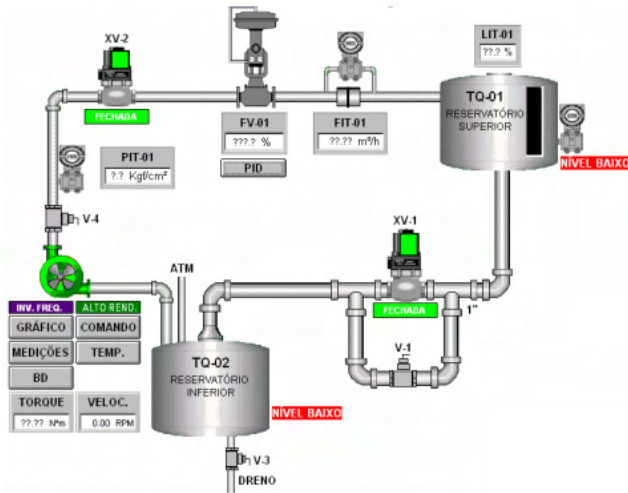 XV-2
FECHADA
FV-01
???.? %
PID
FIT-01
??.?? m³/h
LIT-01
??.? %
TQ-01
RESERVATÓRIO
SUPERIOR
NÍVEL BAIXO
PIT-01
?.? Kgf/cm²
V-4
ATM
XV-1
FECHADA
1"
V-1
INV. FREQ.
ALTO REND.
GRÁFICO
COMANDO
MEDIÇÕES
TEMP.
BD
TORQUE
??.?? N*m
VELOC.
0.00 RPM
TQ-02
RESERVATÓRIO
INFERIOR
NÍVEL BAIXO
V-3
DRENO